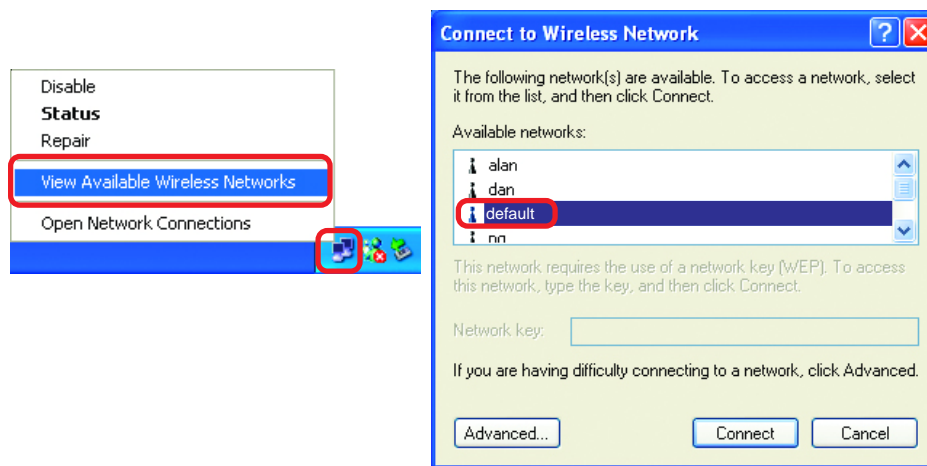 Disable
Status
Repair
View Available Wireless Networks
Open Network Connections
Connect to Wireless Network
The following network(s) are available. To access a network, select
it from the list, and then click Connect.
Available networks:
alan
dan
default
This network requires the use of a network key (WEP). To access
this network, type the key, and then click Connect.
Network key:
If you are having difficulty connecting to a network, click Advanced.
Advanced...
Connect
Cancel